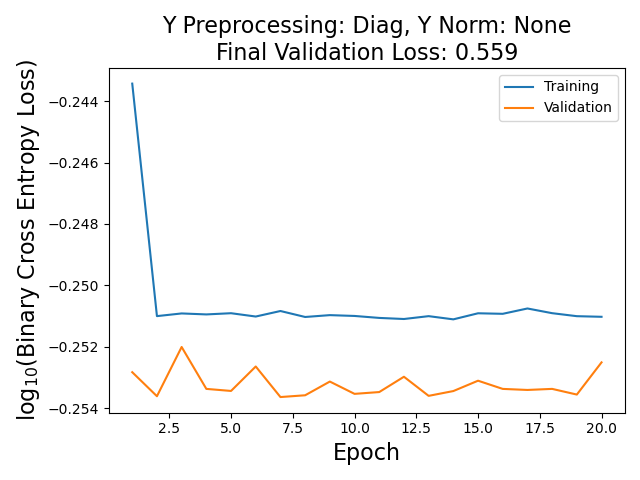 Y Preprocessing: Diag, Y Norm: None
Final Validation Loss: 0.559
log₁₀(Binary Cross Entropy Loss)
−0.244
−0.246
−0.248
−0.250
−0.252
−0.254
Training
Validation
2.5 5.0 7.5 10.0 12.5 15.0 17.5 20.0
Epoch